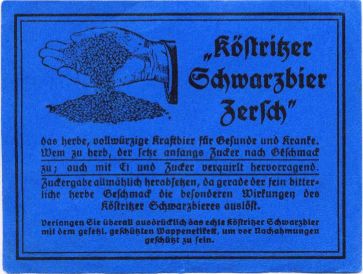 „Köstritzer
Schwarzbier
Zersch“
das herbe, vollwürzige Kraftbier für Gesunde und Kranke.
Wem zu herb, der setze anfangs Zucker nach Geschmack
zu; auch mit Ei und Zucker verquirlt hervorragend.
Zuckergabe allmählich herabsetzen, da gerade der fein bitter-
liche herbe Geschmack die besonderen Wirkungen des
Köstritzer Schwarzbieres auslöst.
Verlangen Sie überall ausdrücklich das echte Köstritzer Schwarzbier
mit dem gesetzl. geschützten Wappenetikett, um vor Nachahmungen
geschützt zu sein.